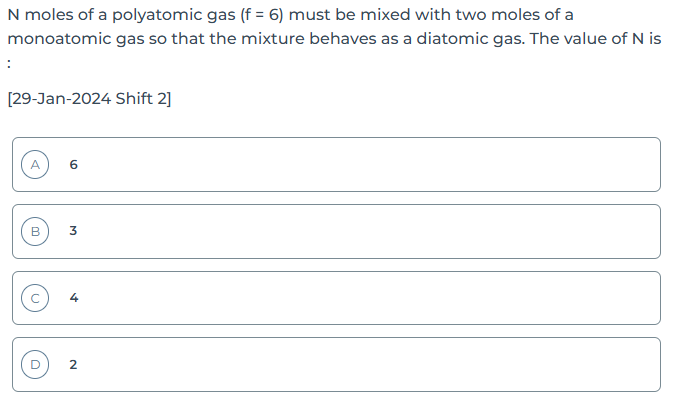 N moles of a polyatomic gas (f = 6) must be mixed with two moles of a
monoatomic gas so that the mixture behaves as a diatomic gas. The value of N is
:
[29-Jan-2024 Shift 2]
A 6
B 3
C 4
D 2